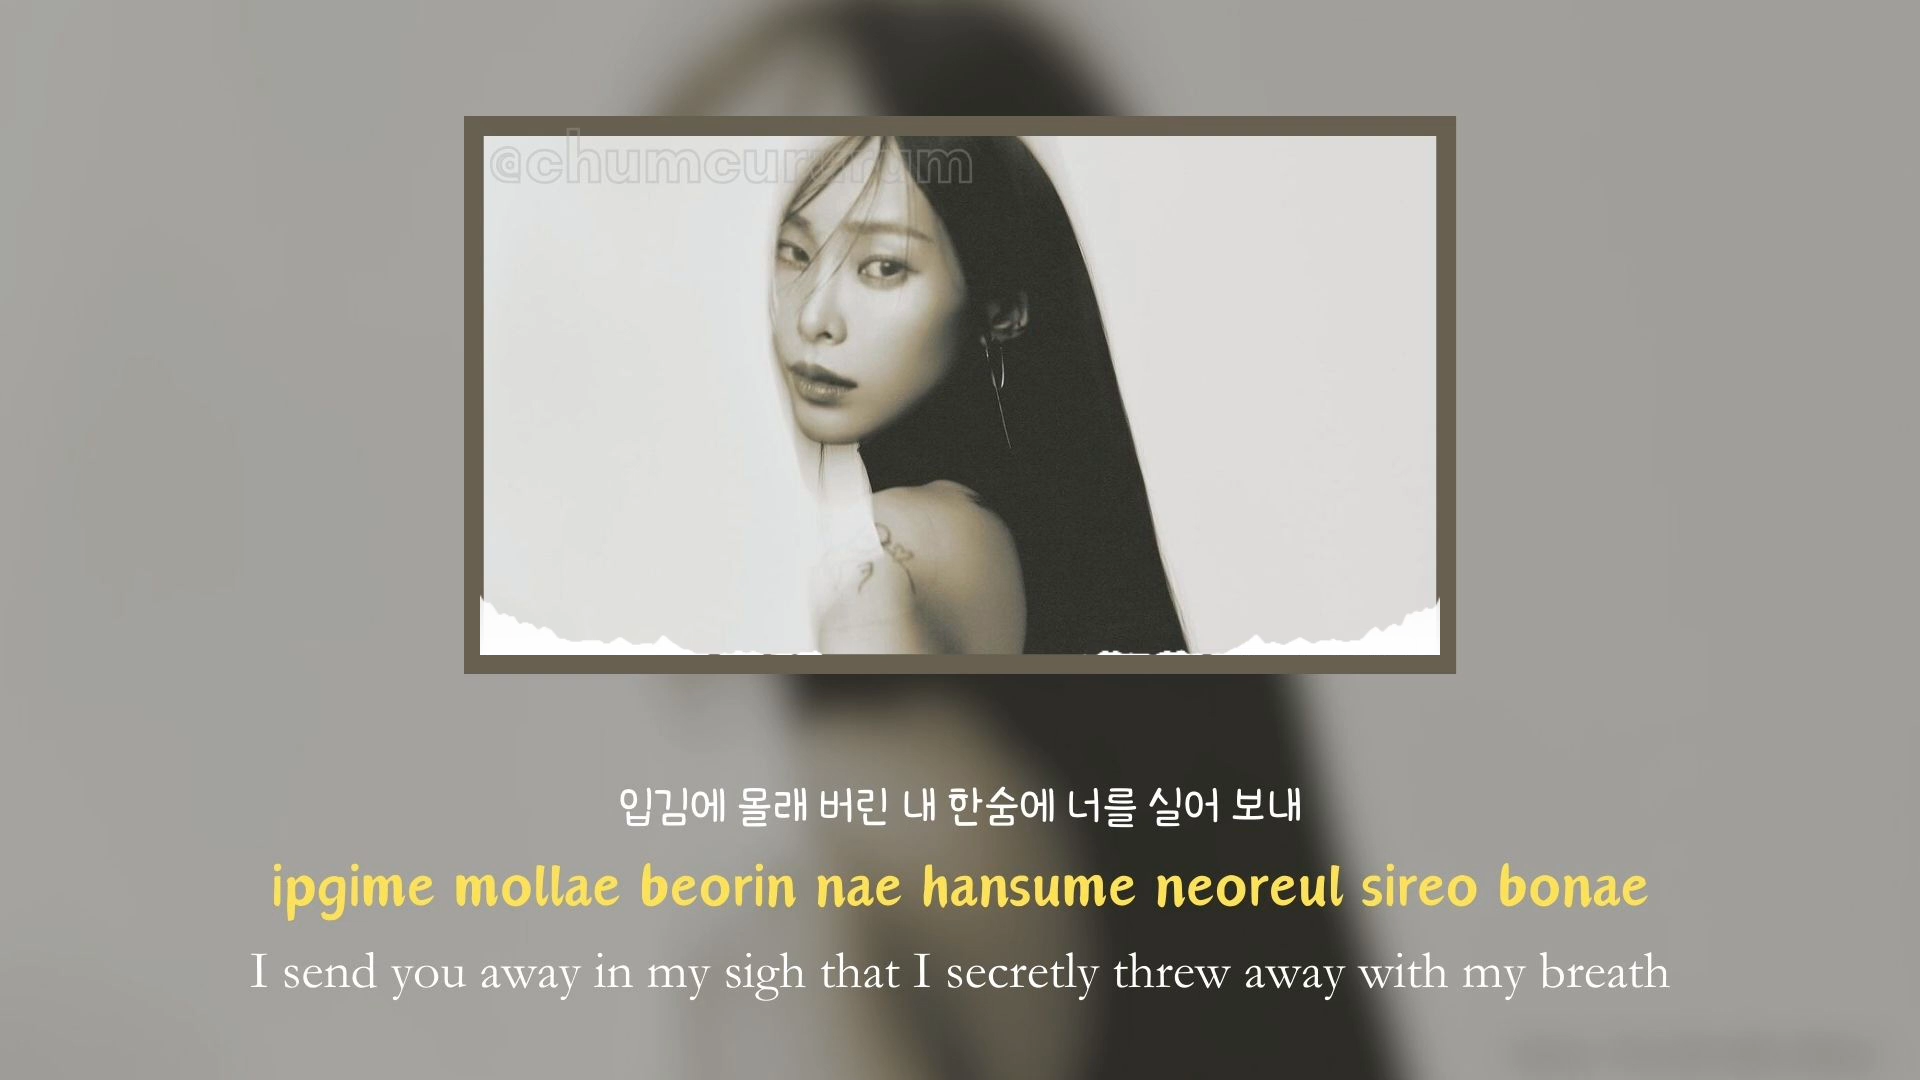 @chumcururum
입김에 몰래 버린 내 한숨에 너를 실어 보내
ipgime mollae beorin nae hansume neoreul sireo bonae
I send you away in my sigh that I secretly threw away with my breath